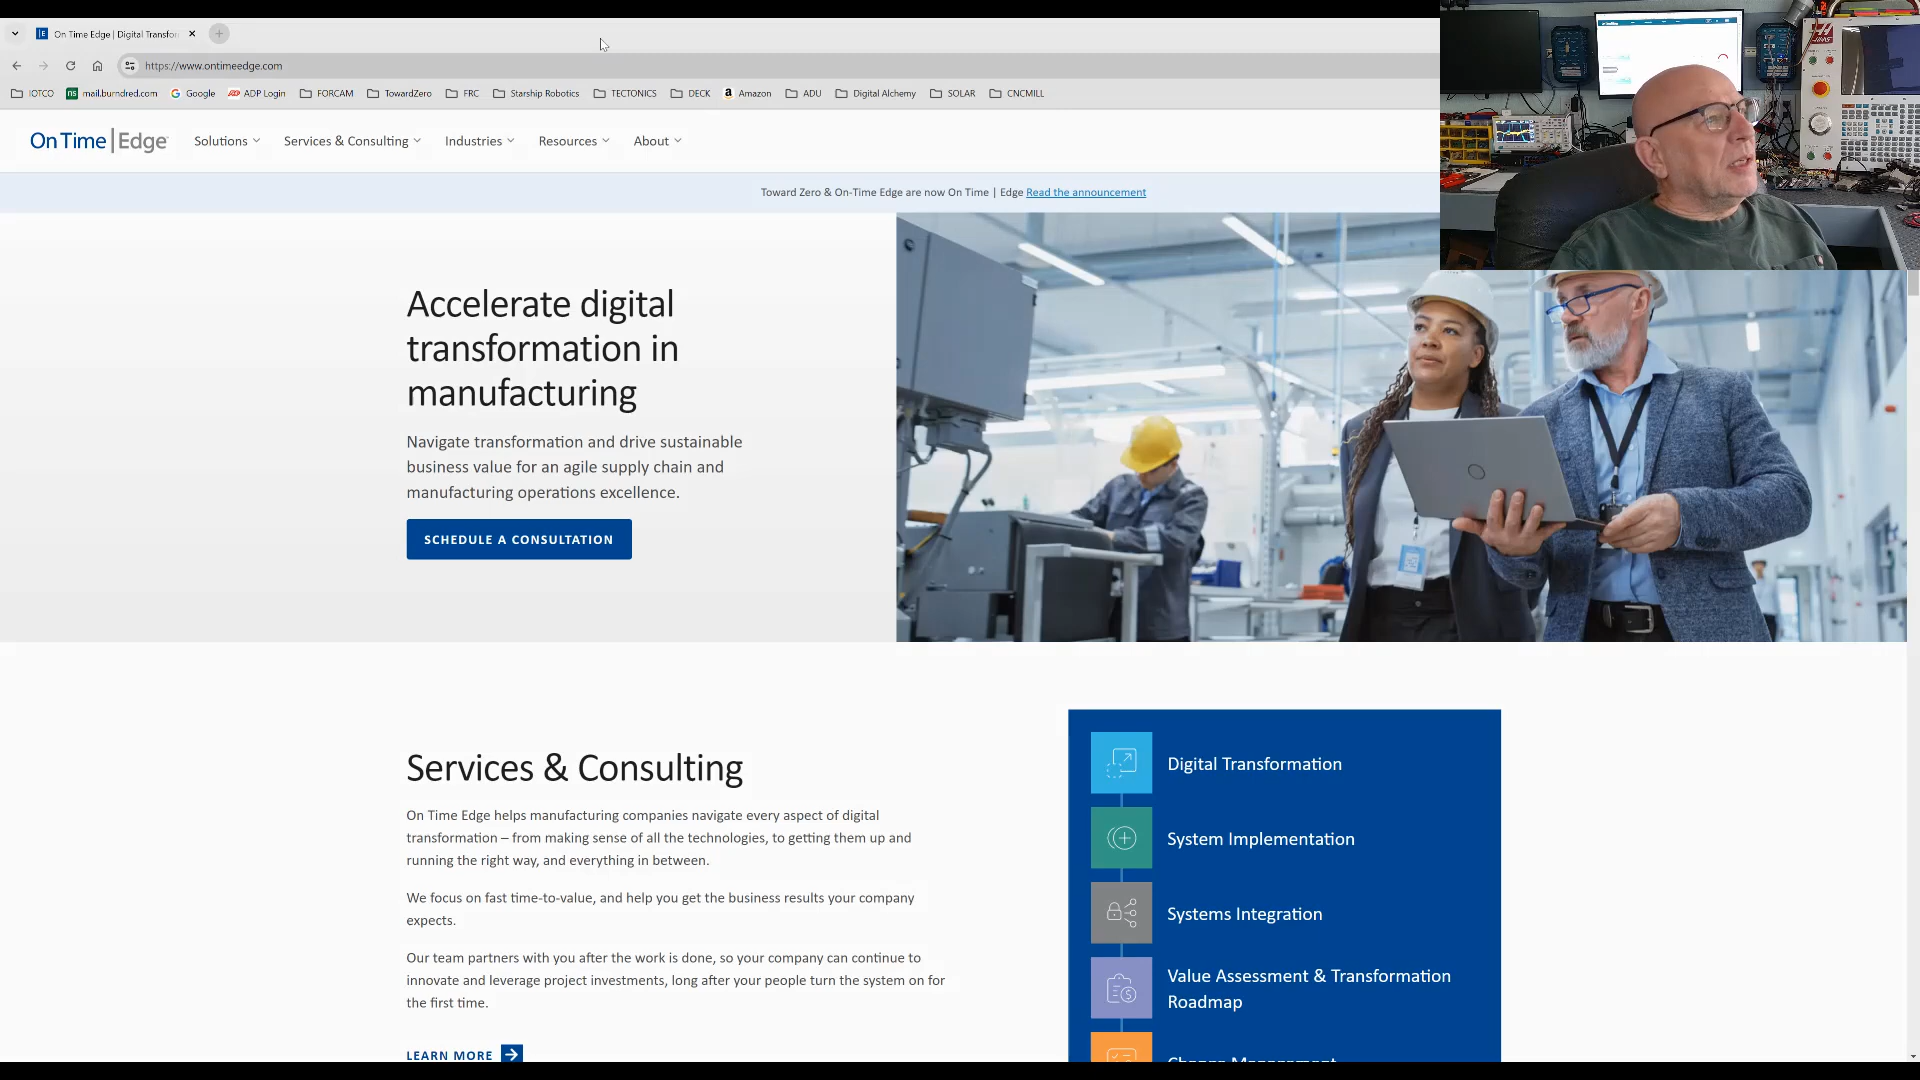 On Time Edge | Digital Transfor
https://www.ontimeedge.com
IOTCO mail.burndred.com Google ADP Login FORCAM TowardZero FRC Starship Robotics TECTONICS DECK Amazon ADU Digital Alchemy SOLAR CNCMILL
On Time | Edge Solutions Services & Consulting Industries Resources About
Toward Zero & On-Time Edge are now On Time | Edge Read the announcement
Accelerate digital
transformation in
manufacturing
Navigate transformation and drive sustainable
business value for an agile supply chain and
manufacturing operations excellence.
SCHEDULE A CONSULTATION
Services & Consulting
On Time Edge helps manufacturing companies navigate every aspect of digital
transformation – from making sense of all the technologies, to getting them up and
running the right way, and everything in between.
We focus on fast time-to-value, and help you get the business results your company
expects.
Our team partners with you after the work is done, so your company can continue to
innovate and leverage project investments, long after your people turn the system on for
the first time.
LEARN MORE
Digital Transformation
System Implementation
Systems Integration
Value Assessment & Transformation
Roadmap
Change Management